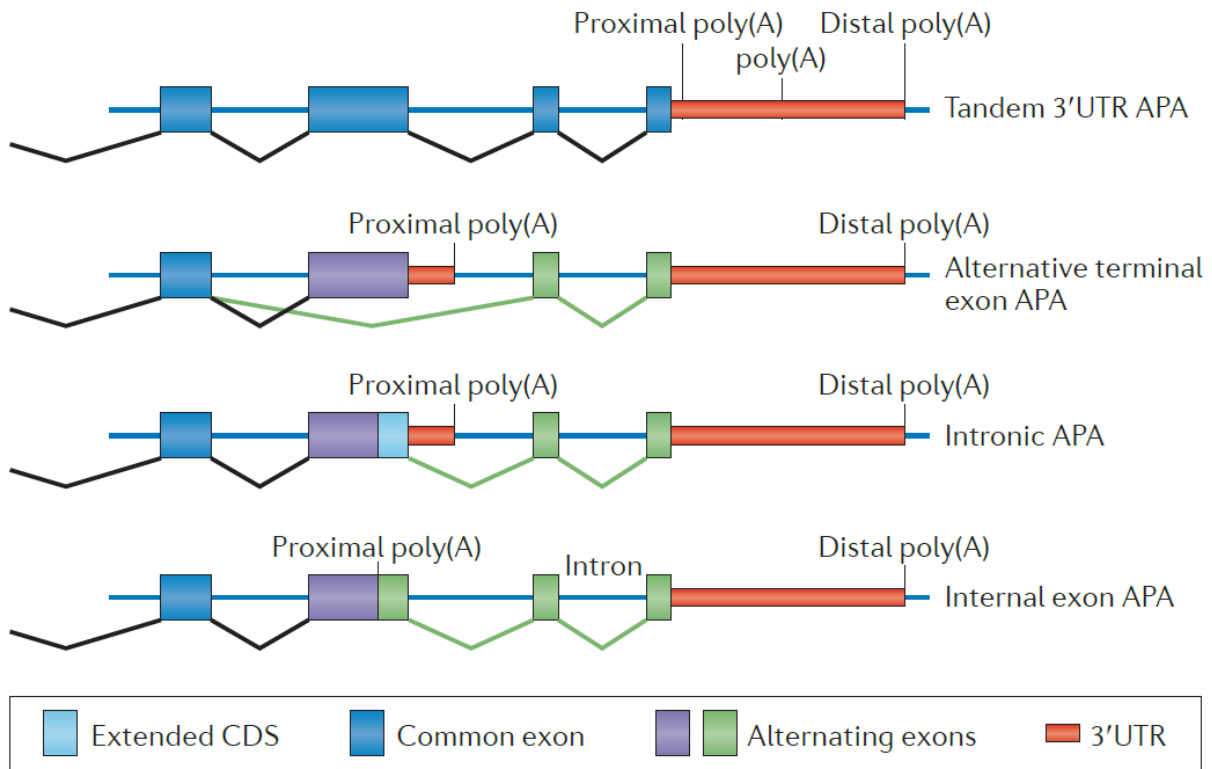 Proximal poly(A)
Distal poly(A)
poly(A)
Tandem 3′UTR APA
Proximal poly(A)
Distal poly(A)
Alternative terminal
exon APA
Proximal poly(A)
Distal poly(A)
Intronic APA
Proximal poly(A)
Intron
Distal poly(A)
Internal exon APA
Extended CDS
Common exon
Alternating exons
3′UTR